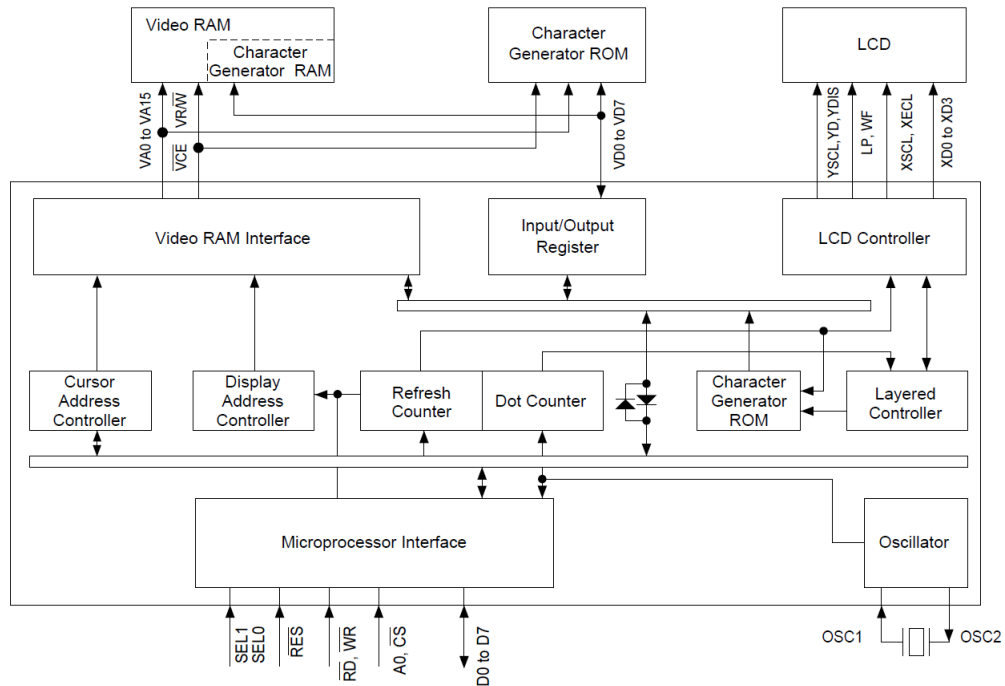 Video RAM
Character
Generator RAM
Character
Generator ROM
LCD
VA0 to VA15
VR/W
VCE
VD0 to VD7
YSCL,YD,YDIS
LP, WF
XSCL, XECL
XD0 to XD3
Video RAM Interface
Input/Output
Register
LCD Controller
Cursor
Address
Controller
Display
Address
Controller
Refresh
Counter
Dot Counter
Character
Generator
ROM
Layered
Controller
Microprocessor Interface
Oscillator
SEL1
SEL0
RES
RD, WR
A0, CS
D0 to D7
OSC1
OSC2